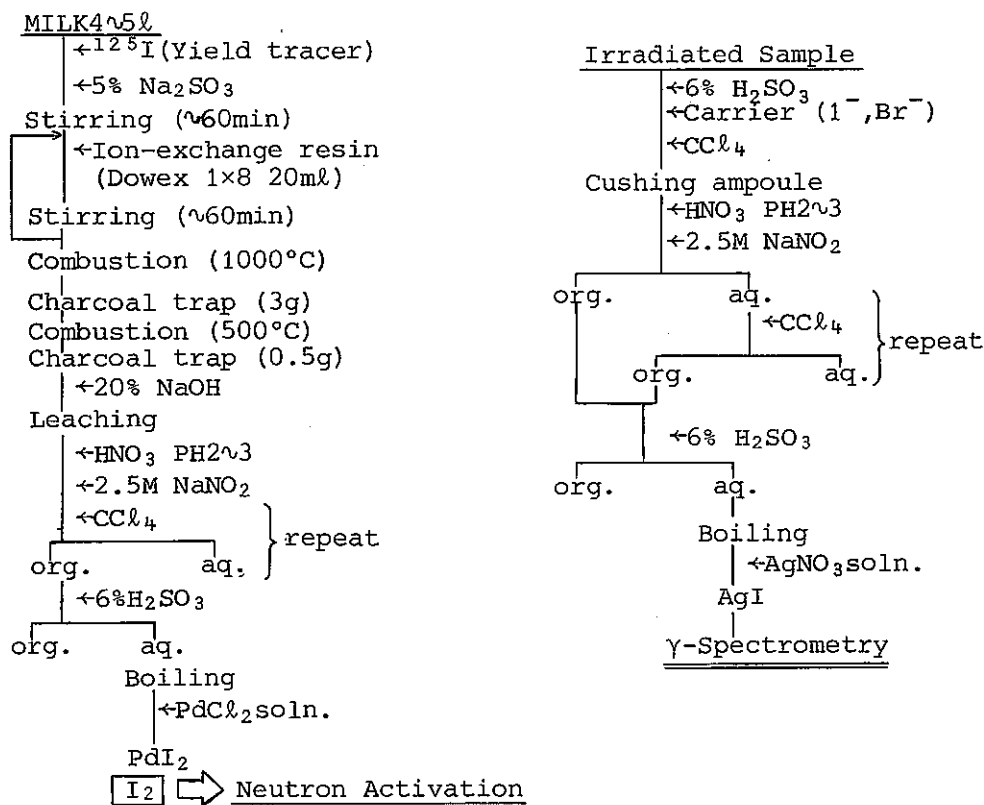 MILK4~5ℓ
←¹²⁵I(Yield tracer)
←5% Na₂SO₃
Stirring (~60min)
←Ion-exchange resin
(Dowex 1×8 20mℓ)
Stirring (~60min)
Combustion (1000°C)
Charcoal trap (3g)
Combustion (500°C)
Charcoal trap (0.5g)
←20% NaOH
Leaching
←HNO₃ PH2~3
←2.5M NaNO₂
←CCℓ₄
repeat
org. aq.
←6%H₂SO₃
org. aq.
Boiling
←PdCℓ₂soln.
PdI₂
I₂ ⇨ Neutron Activation
Irradiated Sample
←6% H₂SO₃
←Carrier (1⁻,Br⁻)
←CCℓ₄
Cushing ampoule
←HNO₃ PH2~3
←2.5M NaNO₂
org. aq.
←CCℓ₄
repeat
org. aq.
←6% H₂SO₃
org. aq.
Boiling
←AgNO₃soln.
AgI
γ-Spectrometry